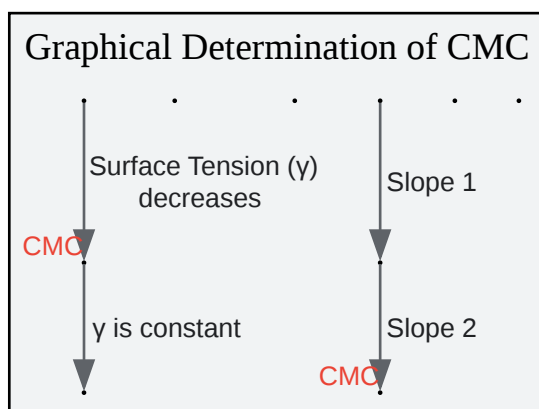 Graphical Determination of CMC
Surface Tension (γ)
decreases
Slope 1
CMC
γ is constant
Slope 2
CMC